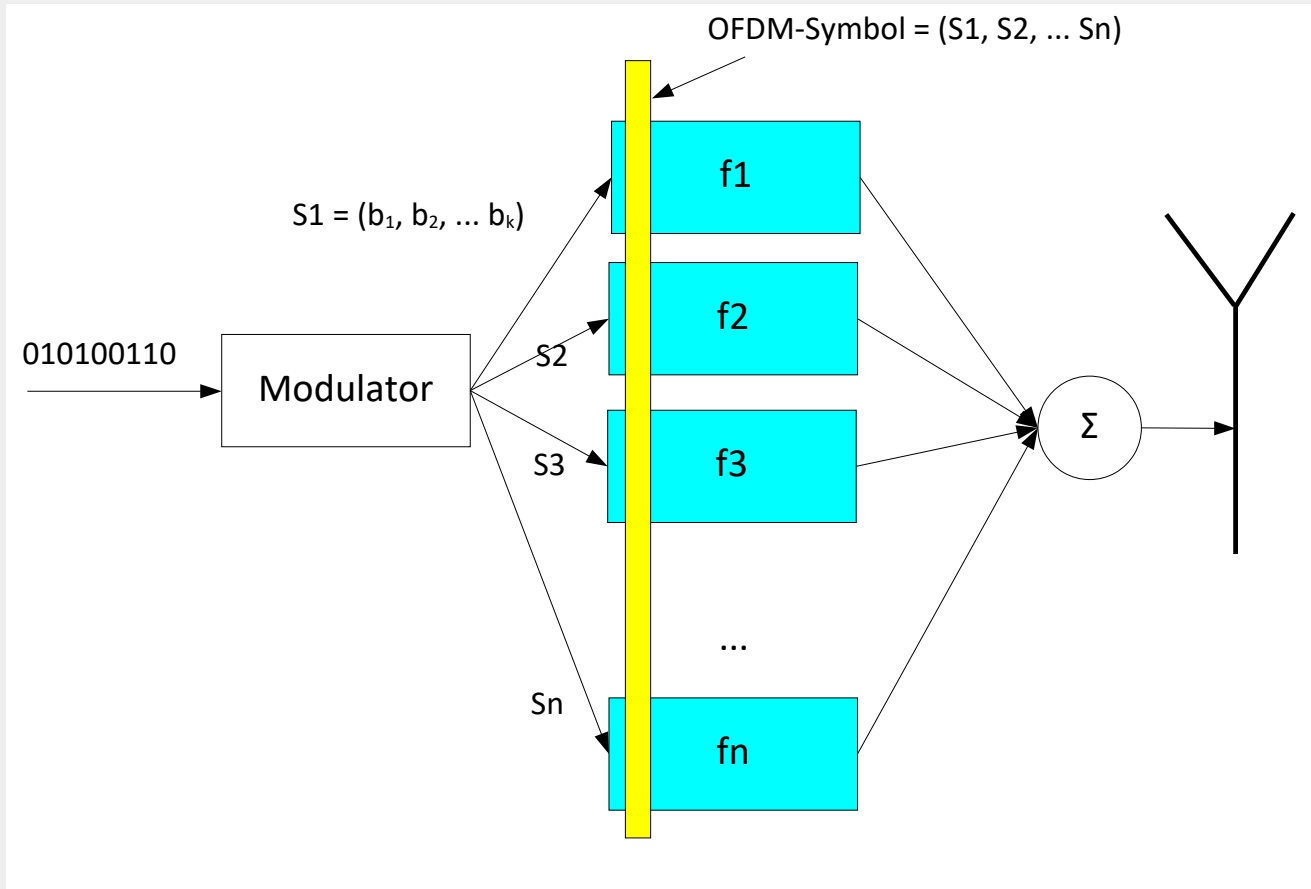 OFDM-Symbol = (S1, S2, ... Sn)
f1
S1 = (b₁, b₂, ... bₖ)
f2
010100110
S2
Modulator
Σ
S3
f3
...
Sn
fn